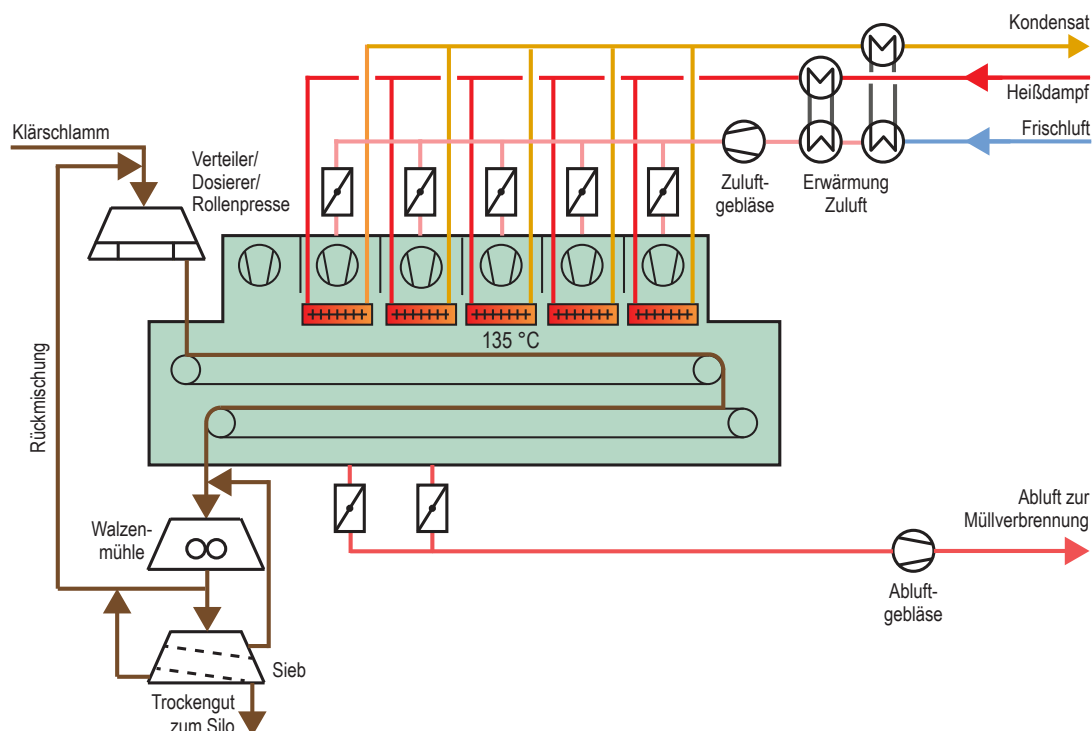 Kondensat
Heißdampf
Frischluft
Klärschlamm
Verteiler/
Dosierer/
Rollenpresse
Zuluft-
gebläse
Erwärmung
Zuluft
135 °C
Rückmischung
Walzen-
mühle
Abluft zur
Müllverbrennung
Abluft-
gebläse
Sieb
Trockengut
zum Silo